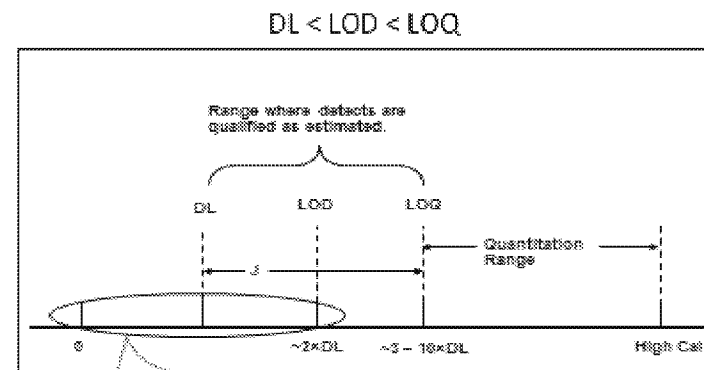 DL < LOD < LOQ
Range where detects are
qualified as estimated.
DL LOD LOQ
J
Quantitation
Range
0 ~2×DL ~3 – 10×DL High Cal